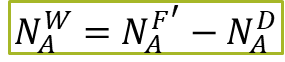 $N_A^W = N_A^{F'} - N_A^D$